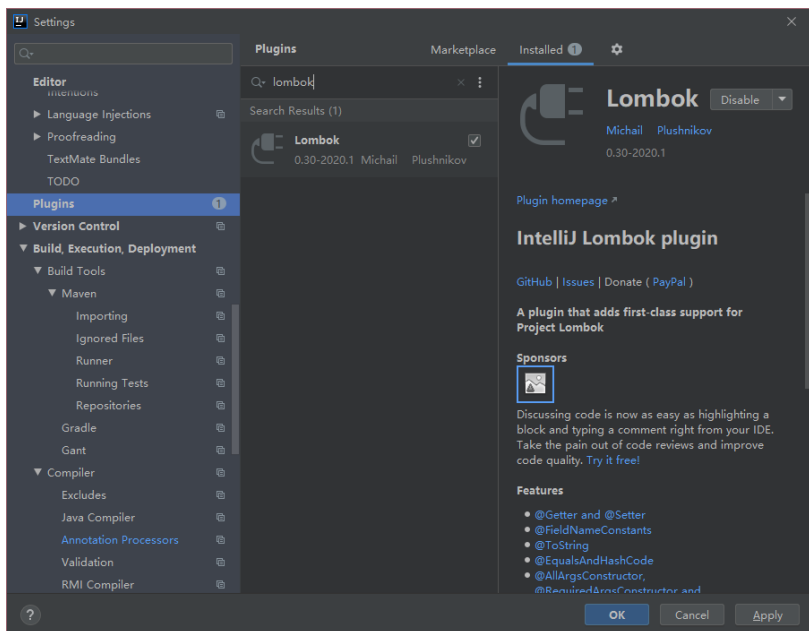 Settings
Plugins
Marketplace
Installed 1
Editor
Intentions
Language Injections
Proofreading
TextMate Bundles
TODO
Plugins 1
Version Control
Build, Execution, Deployment
Build Tools
Maven
Importing
Ignored Files
Runner
Running Tests
Repositories
Gradle
Gant
Compiler
Excludes
Java Compiler
Annotation Processors
Validation
RMI Compiler
lombok
Search Results (1)
Lombok
0.30-2020.1 Michail Plushnikov
Lombok Disable
Michail Plushnikov
0.30-2020.1
Plugin homepage ↗
IntelliJ Lombok plugin
GitHub | Issues | Donate ( PayPal )
A plugin that adds first-class support for
Project Lombok
Sponsors
Discussing code is now as easy as highlighting a
block and typing a comment right from your IDE.
Take the pain out of code reviews and improve
code quality. Try it free!
Features
• @Getter and @Setter
• @FieldNameConstants
• @ToString
• @EqualsAndHashCode
• @AllArgsConstructor,
@RequiredArgsConstructor and
?
OK
Cancel
Apply